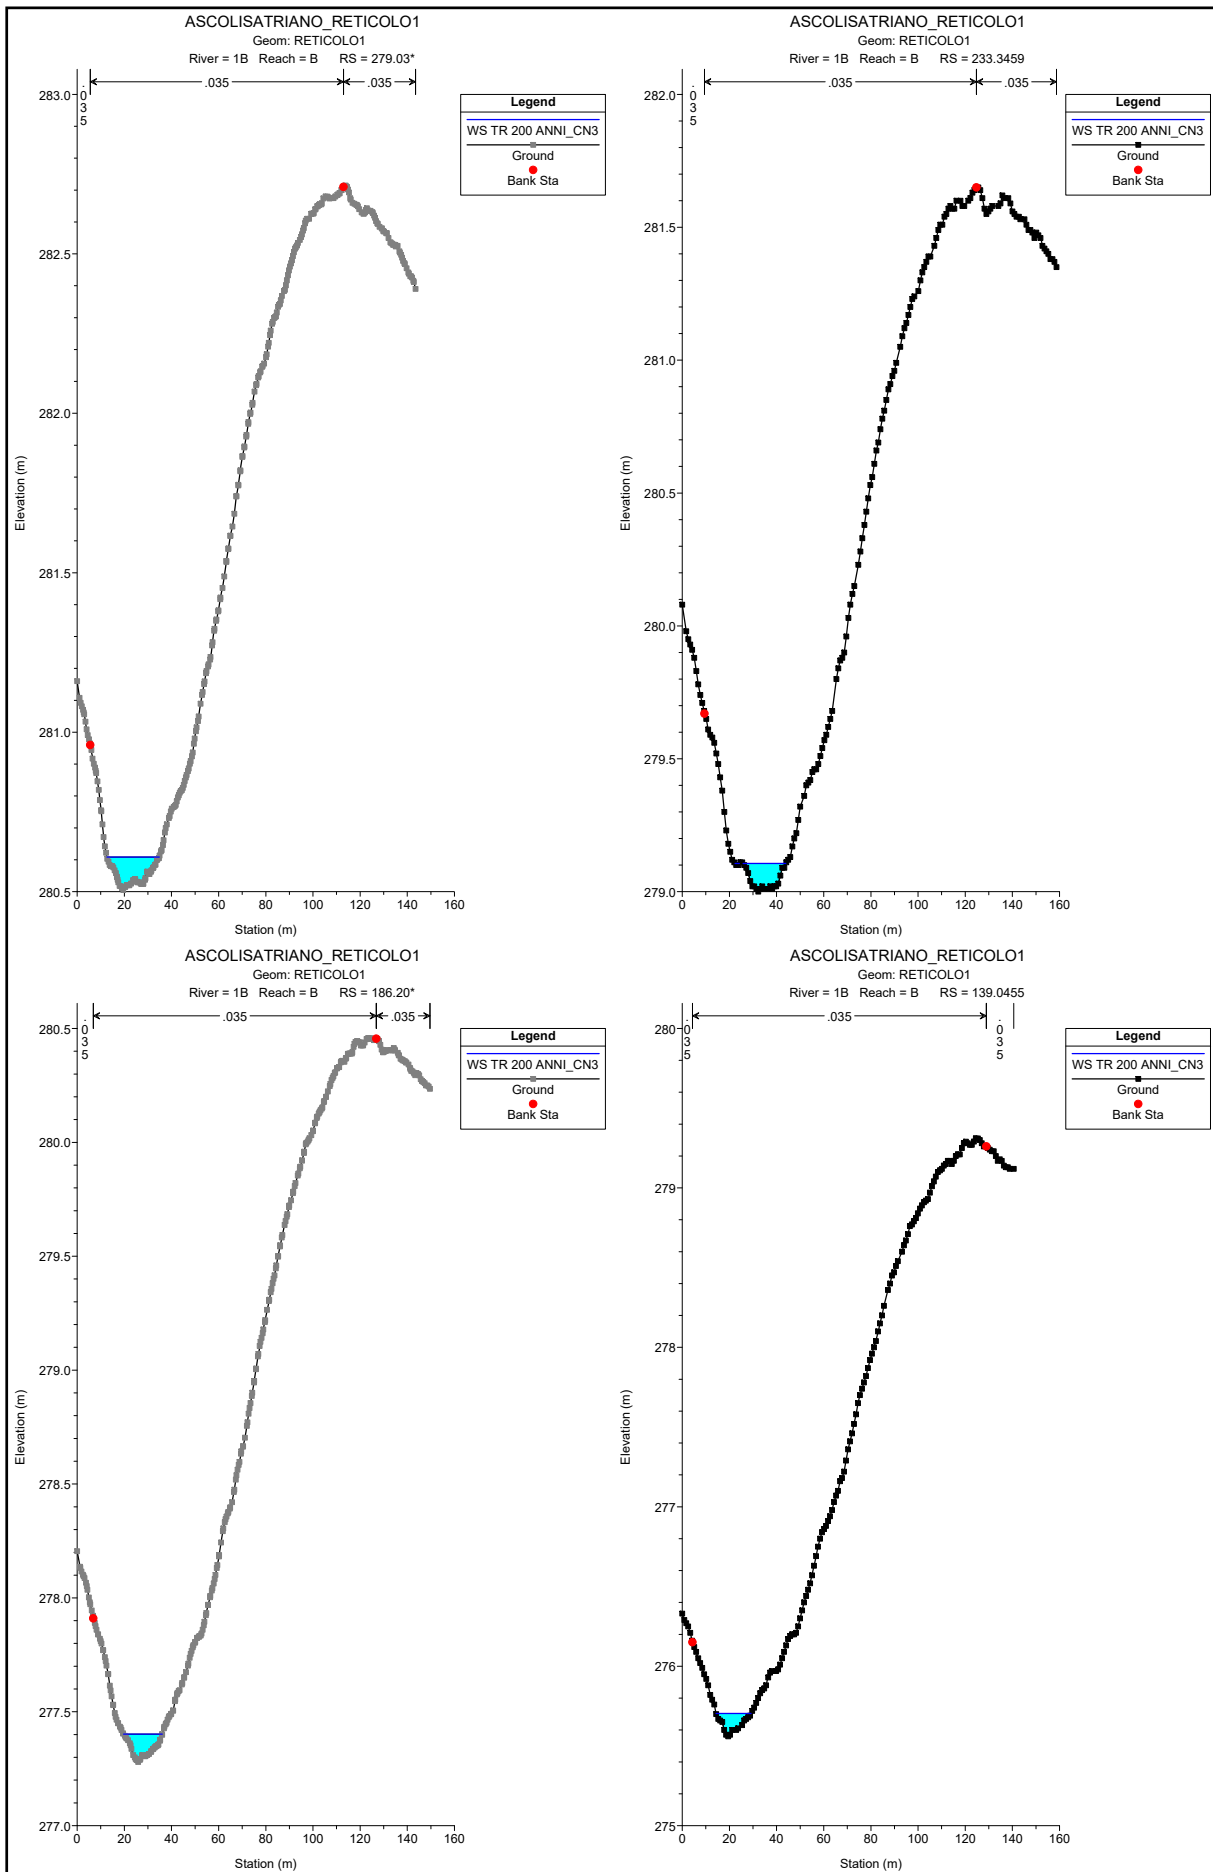 ASCOLISATRIANO_RETICOLO1
Geom: RETICOLO1
River = 1B Reach = B RS = 279.03*
.035
.035
.035
Legend
WS TR 200 ANNI_CN3
Ground
Bank Sta
283.0
282.5
282.0
281.5
281.0
280.5
Elevation (m)
0 20 40 60 80 100 120 140 160
Station (m)
ASCOLISATRIANO_RETICOLO1
Geom: RETICOLO1
River = 1B Reach = B RS = 233.3459
.035
.035
.035
Legend
WS TR 200 ANNI_CN3
Ground
Bank Sta
282.0
281.5
281.0
280.5
280.0
279.5
279.0
Elevation (m)
0 20 40 60 80 100 120 140 160
Station (m)
ASCOLISATRIANO_RETICOLO1
Geom: RETICOLO1
River = 1B Reach = B RS = 186.20*
.035
.035
.035
Legend
WS TR 200 ANNI_CN3
Ground
Bank Sta
280.5
280.0
279.5
279.0
278.5
278.0
277.5
277.0
Elevation (m)
0 20 40 60 80 100 120 140 160
Station (m)
ASCOLISATRIANO_RETICOLO1
Geom: RETICOLO1
River = 1B Reach = B RS = 139.0455
.035
.035
.035
Legend
WS TR 200 ANNI_CN3
Ground
Bank Sta
280
279
278
277
276
275
Elevation (m)
0 20 40 60 80 100 120 140 160
Station (m)